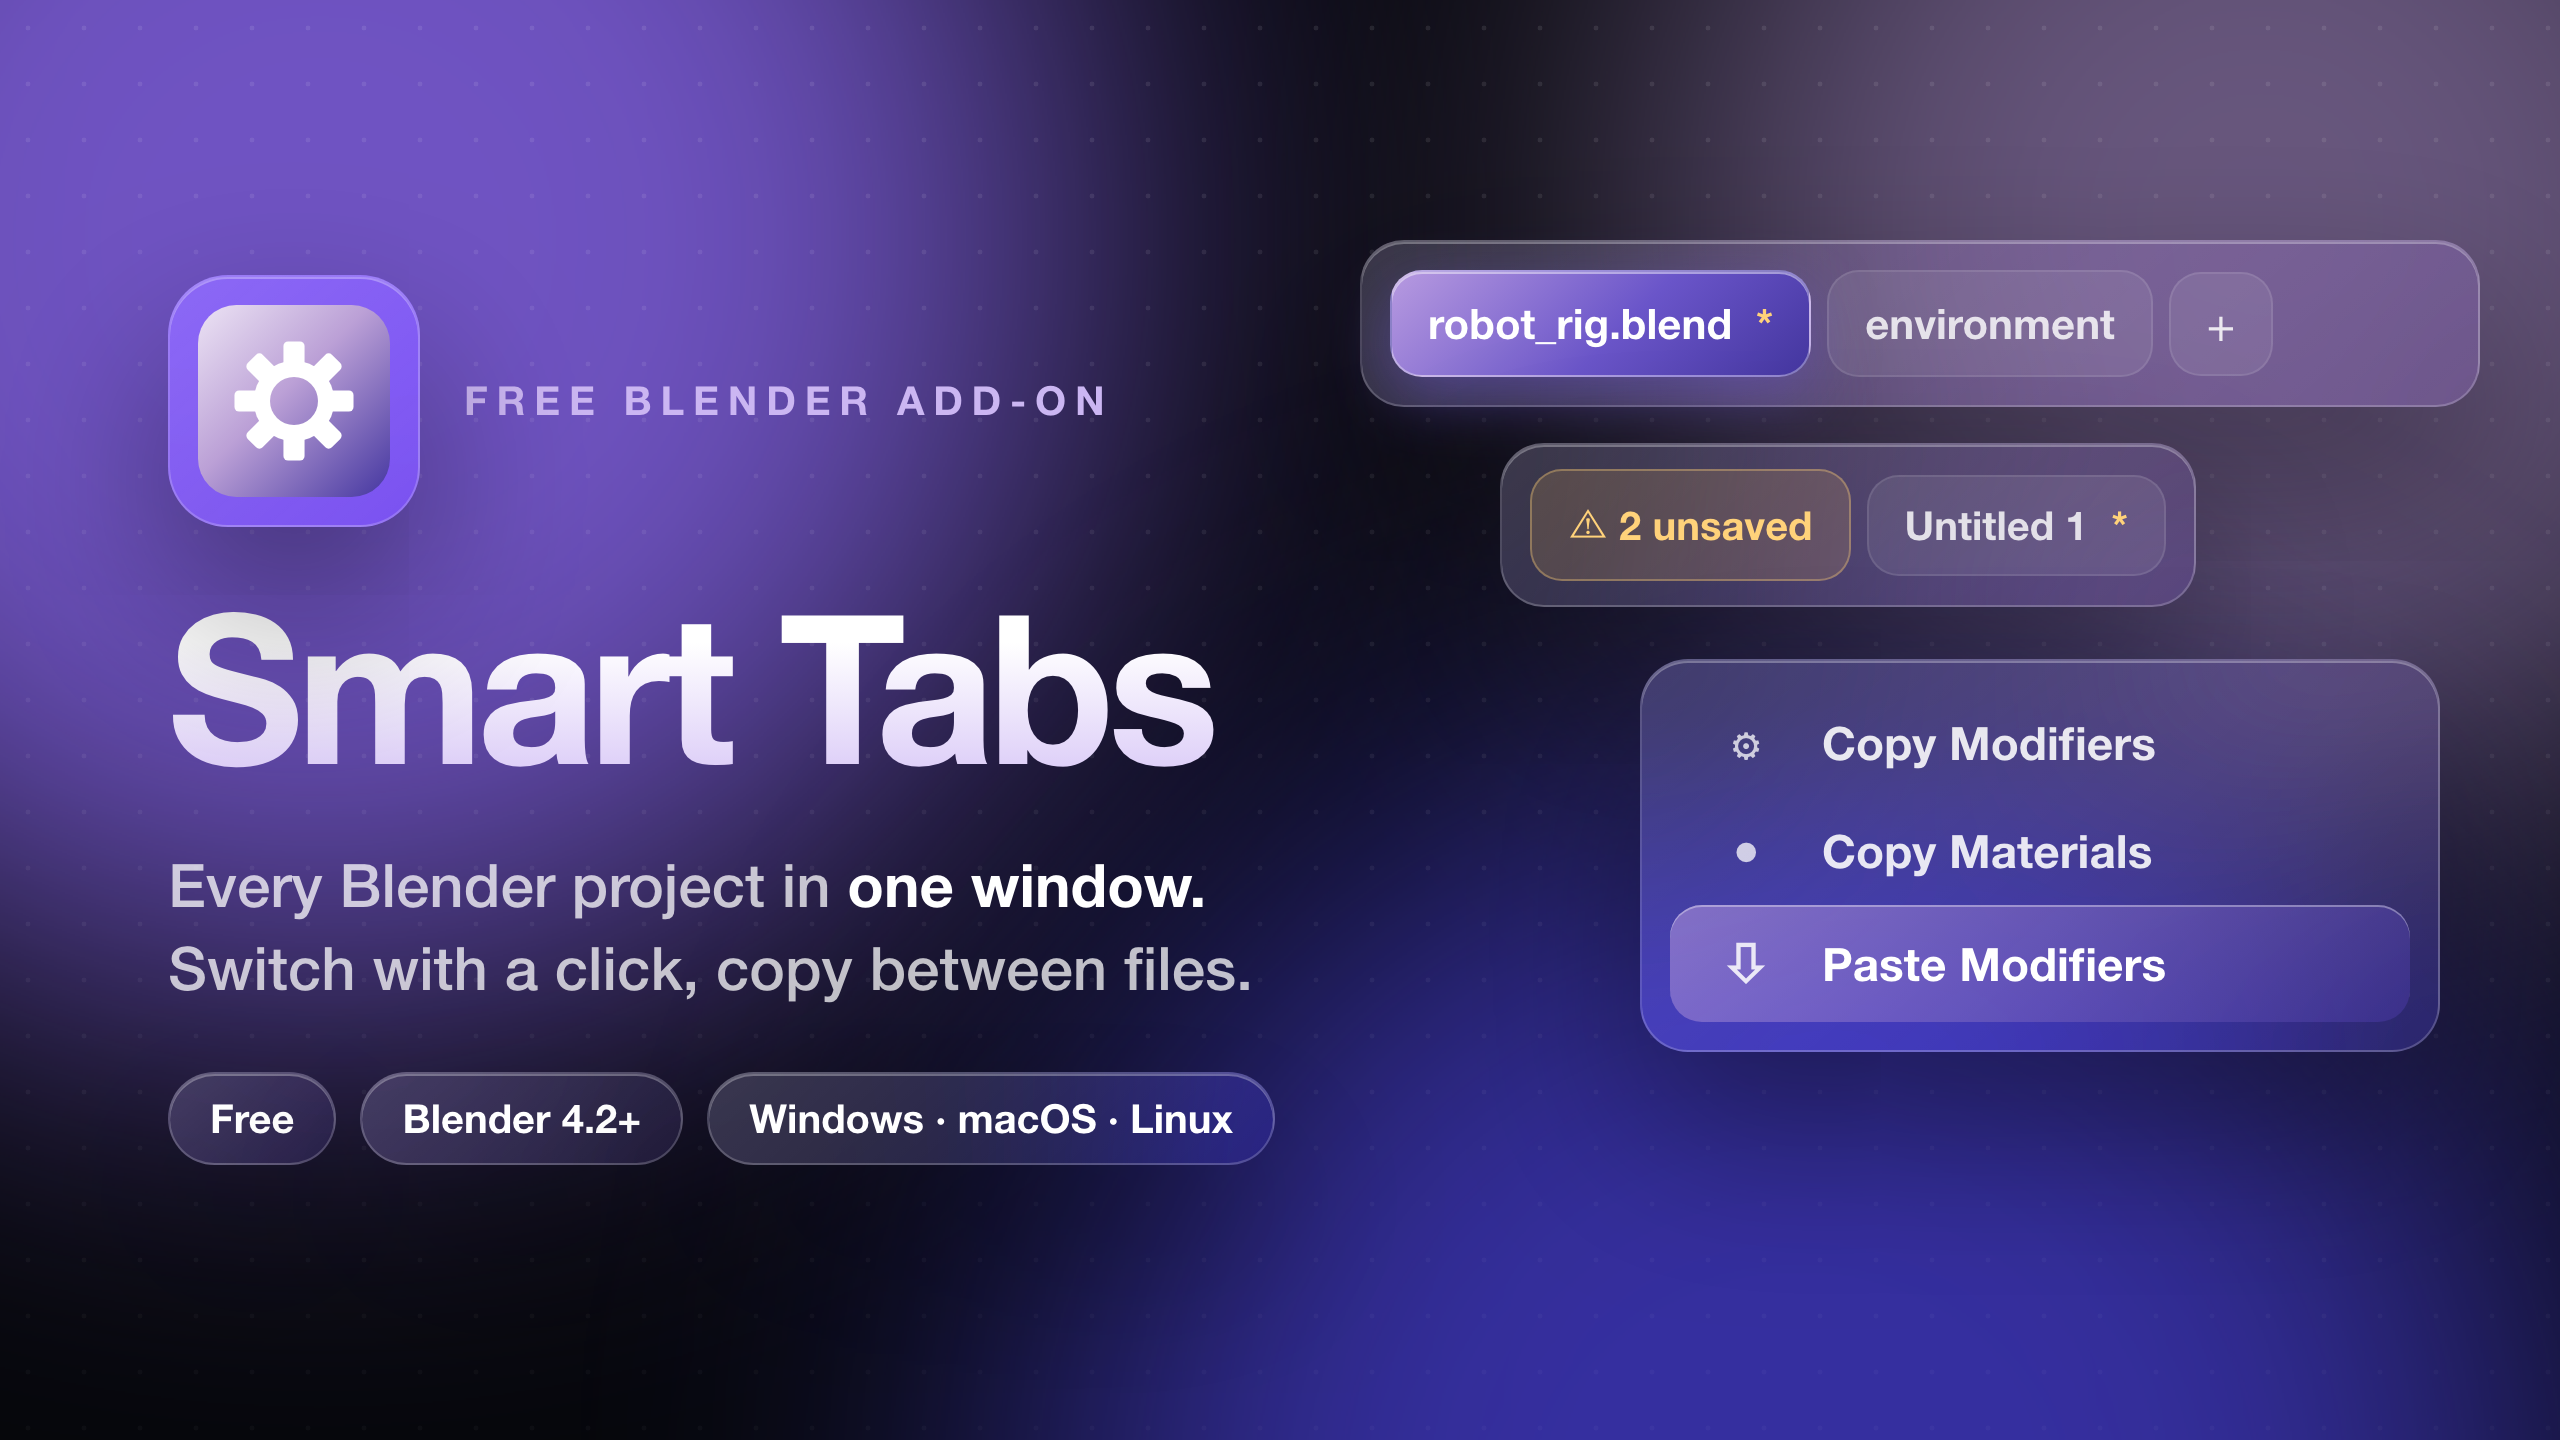 FREE BLENDER ADD-ON
Smart Tabs
Every Blender project in one window.
Switch with a click, copy between files.
Free
Blender 4.2+
Windows · macOS · Linux
robot_rig.blend *
environment
+
⚠ 2 unsaved
Untitled 1 *
Copy Modifiers
Copy Materials
Paste Modifiers